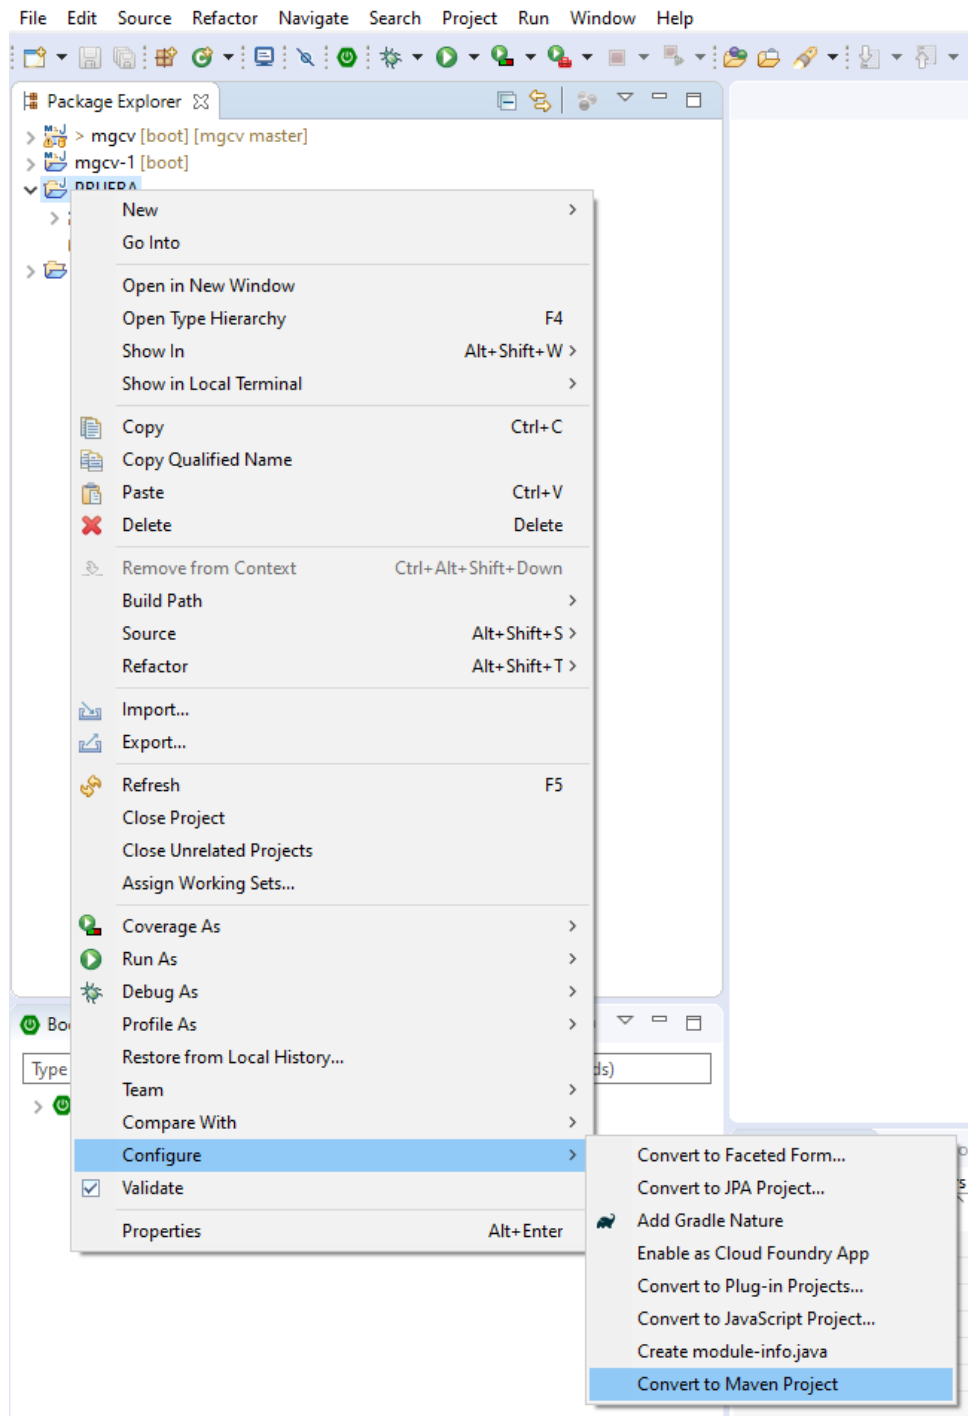 File Edit Source Refactor Navigate Search Project Run Window Help
Package Explorer
> mgcv [boot] [mgcv master]
mgcv-1 [boot]
PRUEBA
New
Go Into
Open in New Window
Open Type Hierarchy F4
Show In Alt+Shift+W
Show in Local Terminal
Copy Ctrl+C
Copy Qualified Name
Paste Ctrl+V
Delete Delete
Remove from Context Ctrl+Alt+Shift+Down
Build Path
Source Alt+Shift+S
Refactor Alt+Shift+T
Import...
Export...
Refresh F5
Close Project
Close Unrelated Projects
Assign Working Sets...
Coverage As
Run As
Debug As
Profile As
Restore from Local History...
Team
Compare With
Configure
Validate
Properties Alt+Enter
Type
Convert to Faceted Form...
Convert to JPA Project...
Add Gradle Nature
Enable as Cloud Foundry App
Convert to Plug-in Projects...
Convert to JavaScript Project...
Create module-info.java
Convert to Maven Project